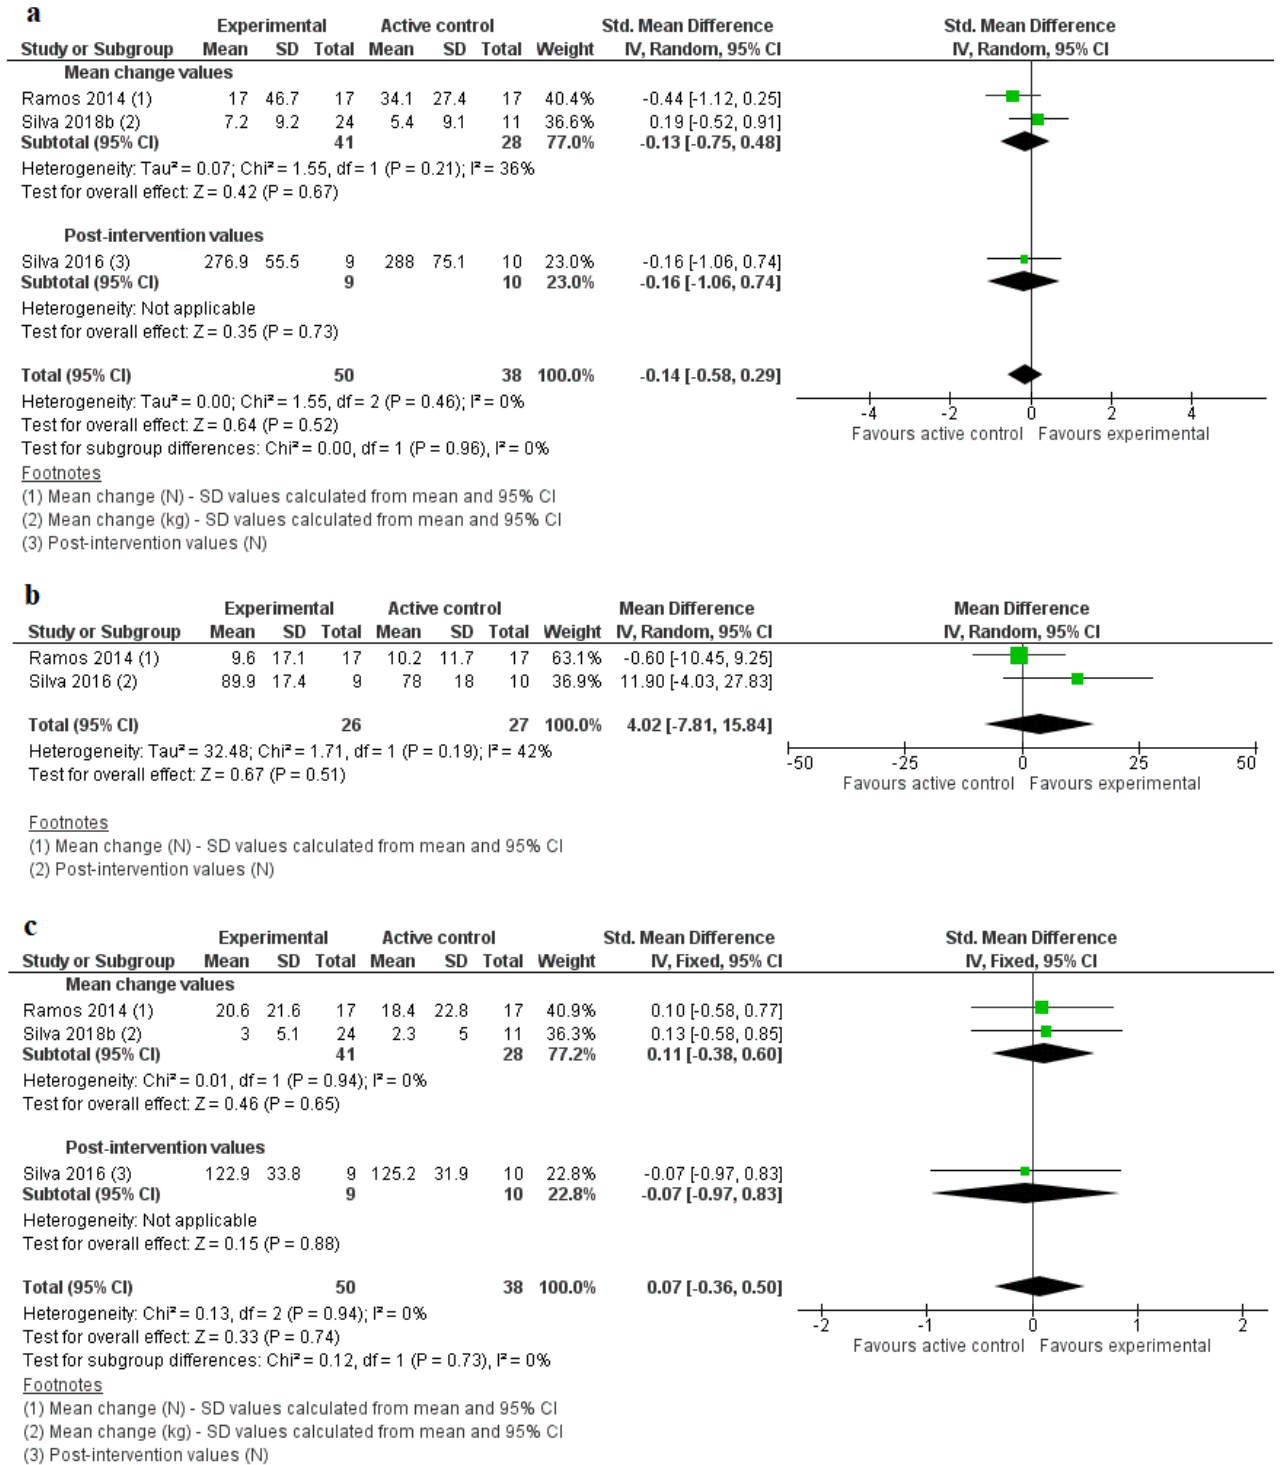 a
Experimental Active control Std. Mean Difference Std. Mean Difference
Study or Subgroup Mean SD Total Mean SD Total Weight IV, Random, 95% CI IV, Random, 95% CI
Mean change values
Ramos 2014 (1) 17 46.7 17 34.1 27.4 17 40.4% -0.44 [-1.12, 0.25]
Silva 2018b (2) 7.2 9.2 24 5.4 9.1 11 36.6% 0.19 [-0.52, 0.91]
Subtotal (95% CI) 41 28 77.0% -0.13 [-0.75, 0.48]
Heterogeneity: Tau² = 0.07; Chi² = 1.55, df = 1 (P = 0.21); I² = 36%
Test for overall effect: Z = 0.42 (P = 0.67)
Post-intervention values
Silva 2016 (3) 276.9 55.5 9 288 75.1 10 23.0% -0.16 [-1.06, 0.74]
Subtotal (95% CI) 9 10 23.0% -0.16 [-1.06, 0.74]
Heterogeneity: Not applicable
Test for overall effect: Z = 0.35 (P = 0.73)
Total (95% CI) 50 38 100.0% -0.14 [-0.58, 0.29]
Heterogeneity: Tau² = 0.00; Chi² = 1.55, df = 2 (P = 0.46); I² = 0%
-4 -2 0 2 4
Test for overall effect: Z = 0.64 (P = 0.52)
Favours active control Favours experimental
Test for subgroup differences: Chi² = 0.00, df = 1 (P = 0.96), I² = 0%
Footnotes
(1) Mean change (N) - SD values calculated from mean and 95% CI
(2) Mean change (kg) - SD values calculated from mean and 95% CI
(3) Post-intervention values (N)
b
Experimental Active control Mean Difference Mean Difference
Study or Subgroup Mean SD Total Mean SD Total Weight IV, Random, 95% CI IV, Random, 95% CI
Ramos 2014 (1) 9.6 17.1 17 10.2 11.7 17 63.1% -0.60 [-10.45, 9.25]
Silva 2016 (2) 89.9 17.4 9 78 18 10 36.9% 11.90 [-4.03, 27.83]
Total (95% CI) 26 27 100.0% 4.02 [-7.81, 15.84]
Heterogeneity: Tau² = 32.48; Chi² = 1.71, df = 1 (P = 0.19); I² = 42%
-50 -25 0 25 50
Test for overall effect: Z = 0.67 (P = 0.51)
Favours active control Favours experimental
Footnotes
(1) Mean change (N) - SD values calculated from mean and 95% CI
(2) Post-intervention values (N)
c
Experimental Active control Std. Mean Difference Std. Mean Difference
Study or Subgroup Mean SD Total Mean SD Total Weight IV, Fixed, 95% CI IV, Fixed, 95% CI
Mean change values
Ramos 2014 (1) 20.6 21.6 17 18.4 22.8 17 40.9% 0.10 [-0.58, 0.77]
Silva 2018b (2) 3 5.1 24 2.3 5 11 36.3% 0.13 [-0.58, 0.85]
Subtotal (95% CI) 41 28 77.2% 0.11 [-0.38, 0.60]
Heterogeneity: Chi² = 0.01, df = 1 (P = 0.94); I² = 0%
Test for overall effect: Z = 0.46 (P = 0.65)
Post-intervention values
Silva 2016 (3) 122.9 33.8 9 125.2 31.9 10 22.8% -0.07 [-0.97, 0.83]
Subtotal (95% CI) 9 10 22.8% -0.07 [-0.97, 0.83]
Heterogeneity: Not applicable
Test for overall effect: Z = 0.15 (P = 0.88)
Total (95% CI) 50 38 100.0% 0.07 [-0.36, 0.50]
Heterogeneity: Chi² = 0.13, df = 2 (P = 0.94); I² = 0%
-2 -1 0 1 2
Test for overall effect: Z = 0.33 (P = 0.74)
Favours active control Favours experimental
Test for subgroup differences: Chi² = 0.12, df = 1 (P = 0.73), I² = 0%
Footnotes
(1) Mean change (N) - SD values calculated from mean and 95% CI
(2) Mean change (kg) - SD values calculated from mean and 95% CI
(3) Post-intervention values (N)